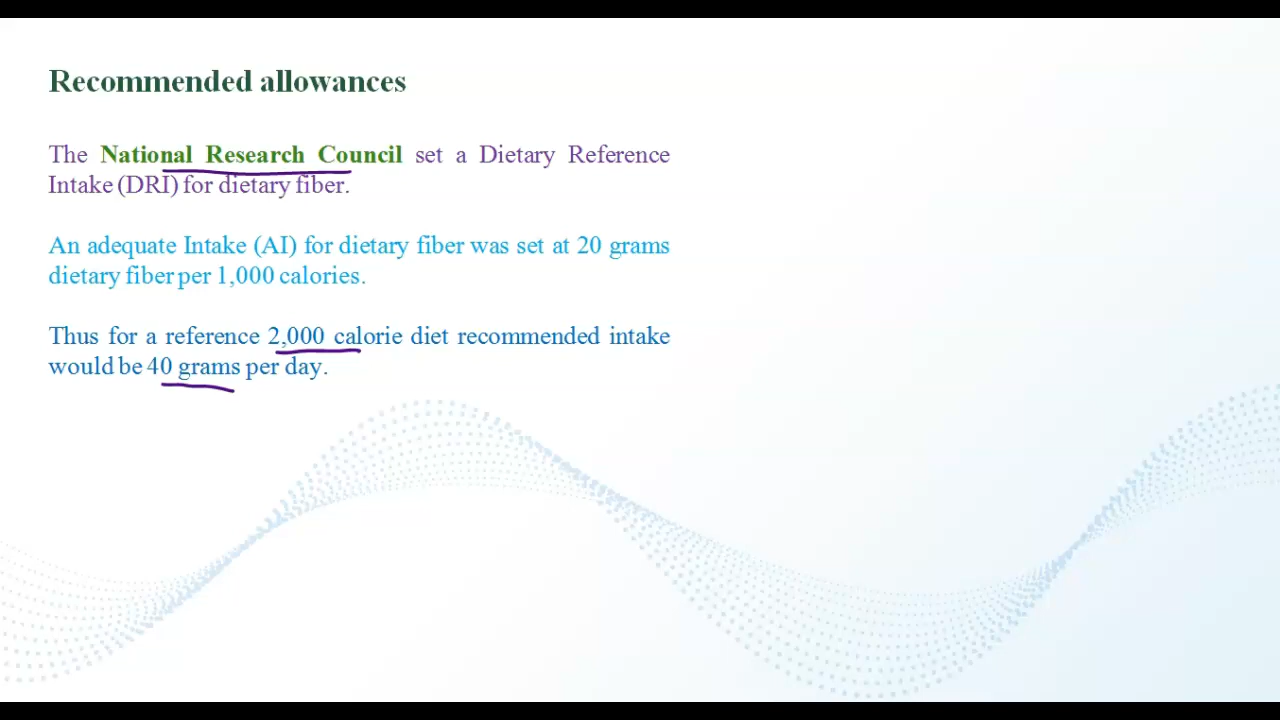 Recommended allowances
The National Research Council set a Dietary Reference
Intake (DRI) for dietary fiber.
An adequate Intake (AI) for dietary fiber was set at 20 grams
dietary fiber per 1,000 calories.
Thus for a reference 2,000 calorie diet recommended intake
would be 40 grams per day.